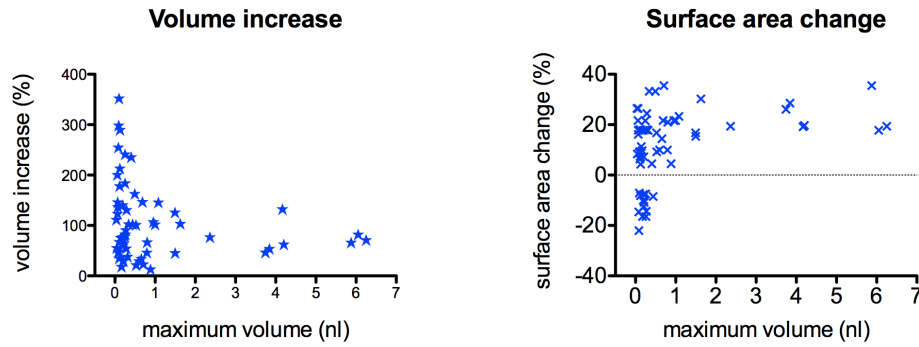 Volume increase
volume increase (%)
400
300
200
100
0
0 1 2 3 4 5 6 7
maximum volume (nl)
Surface area change
surface area change (%)
40
20
0
-20
-40
0 1 2 3 4 5 6 7
maximum volume (nl)